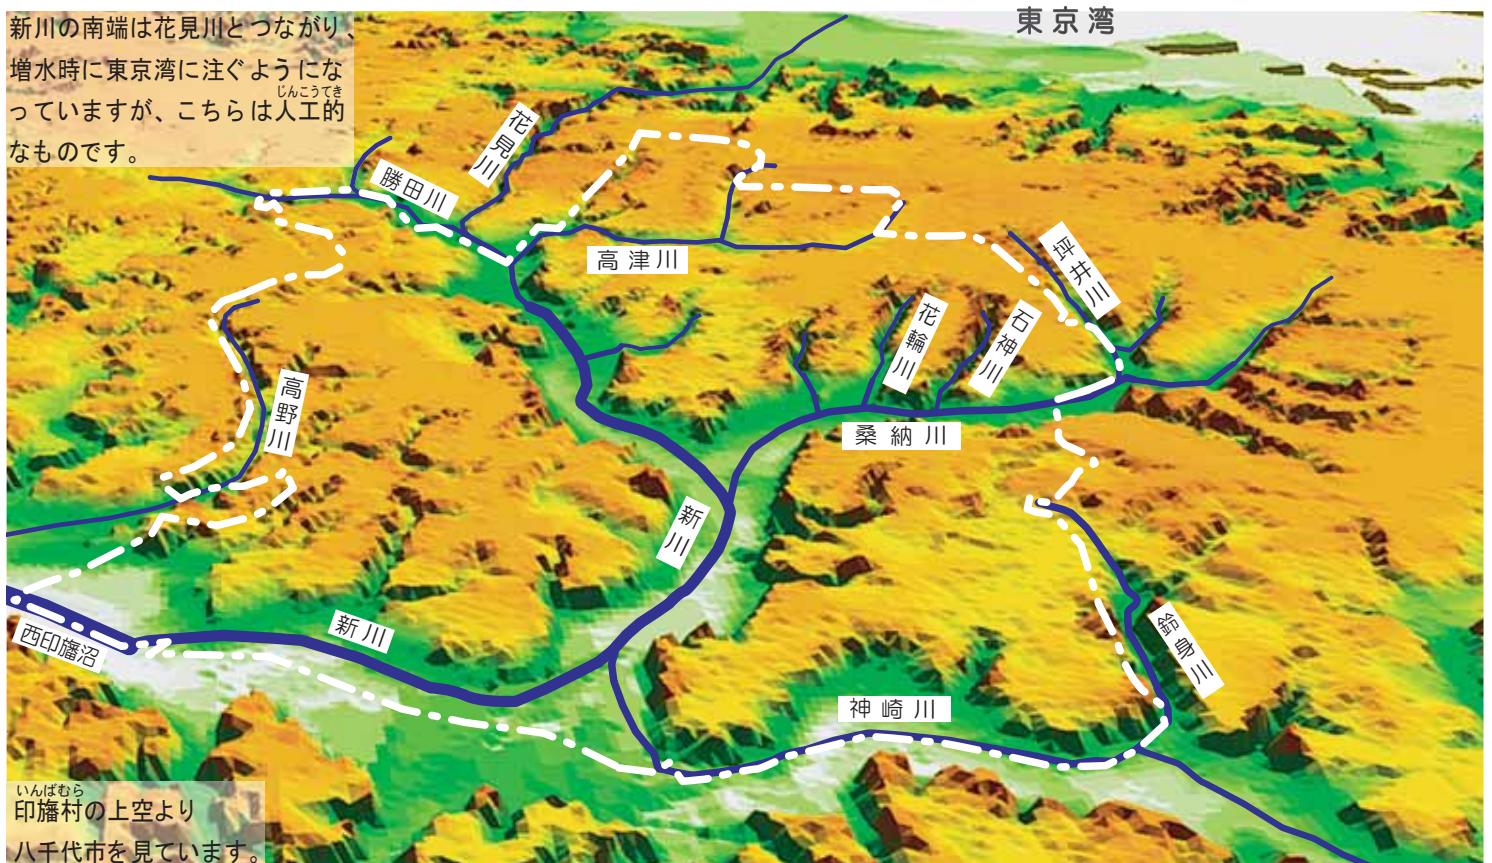 東京湾
新川の南端は花見川とつながり、
増水時に東京湾に注ぐようにな
じんこうてき
っていますが、こちらは人工的
なものです。
花見川
勝田川
高津川
坪井川
花輪川
石神川
高野川
桑納川
新川
新川
西印旛沼
鈴身川
神崎川
いんばむら
印旛村の上空より
八千代市を見ています。